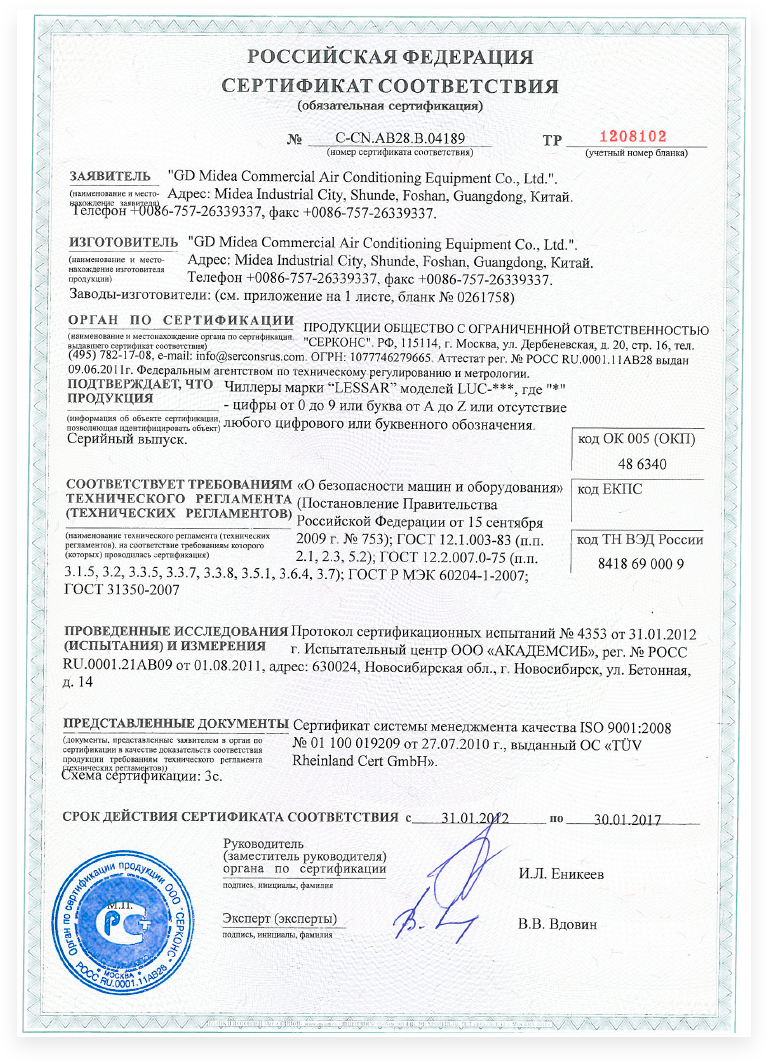 РОССИЙСКАЯ ФЕДЕРАЦИЯ
СЕРТИФИКАТ СООТВЕТСТВИЯ
(обязательная сертификация)
№ C-CN.АВ28.В.04189 ТР 1208102
(номер сертификата соответствия) (учетный номер бланка)
ЗАЯВИТЕЛЬ "GD Midea Commercial Air Conditioning Equipment Co., Ltd.".
(наименование и место-
нахождение заявителя)
Адрес: Midea Industrial City, Shunde, Foshan, Guangdong, Китай.
Телефон +0086-757-26339337, факс +0086-757-26339337.
ИЗГОТОВИТЕЛЬ "GD Midea Commercial Air Conditioning Equipment Co., Ltd.".
(наименование и место-
нахождение изготовителя
продукции)
Адрес: Midea Industrial City, Shunde, Foshan, Guangdong, Китай.
Телефон +0086-757-26339337, факс +0086-757-26339337.
Заводы-изготовители: (см. приложение на 1 листе, бланк № 0261758)
ОРГАН ПО СЕРТИФИКАЦИИ ПРОДУКЦИИ ОБЩЕСТВО С ОГРАНИЧЕННОЙ ОТВЕТСТВЕННОСТЬЮ
(наименование и местонахождение органа по сертификации,
выдавшего сертификат соответствия)
"СЕРКОНС". РФ, 115114, г. Москва, ул. Дербеневская, д. 20, стр. 16, тел.
(495) 782-17-08, e-mail: info@serconsrus.com. ОГРН: 1077746279665. Аттестат рег. № РОСС RU.0001.11АВ28 выдан
09.06.2011г. Федеральным агентством по техническому регулированию и метрологии.
ПОДТВЕРЖДАЕТ, ЧТО
ПРОДУКЦИЯ
Чиллеры марки “LESSAR” моделей LUC-***, где "*"
- цифры от 0 до 9 или буква от A до Z или отсутствие
(информация об объекте сертификации,
позволяющая идентифицировать объект)
любого цифрового или буквенного обозначения.
Серийный выпуск.
код ОК 005 (ОКП)
48 6340
СООТВЕТСТВУЕТ ТРЕБОВАНИЯМ
ТЕХНИЧЕСКОГО РЕГЛАМЕНТА
(ТЕХНИЧЕСКИХ РЕГЛАМЕНТОВ)
(наименование технического регламента (технических
регламентов), на соответствие требованиям которого
(которых) проводилась сертификация)
«О безопасности машин и оборудования»
(Постановление Правительства
Российской Федерации от 15 сентября
2009 г. № 753); ГОСТ 12.1.003-83 (п.п.
2.1, 2.3, 5.2); ГОСТ 12.2.007.0-75 (п.п.
3.1.5, 3.2, 3.3.5, 3.3.7, 3.3.8, 3.5.1, 3.6.4, 3.7); ГОСТ Р МЭК 60204-1-2007;
ГОСТ 31350-2007
код ЕКПС
код ТН ВЭД России
8418 69 000 9
ПРОВЕДЕННЫЕ ИССЛЕДОВАНИЯ
(ИСПЫТАНИЯ) И ИЗМЕРЕНИЯ
Протокол сертификационных испытаний № 4353 от 31.01.2012
г. Испытательный центр ООО «АКАДЕМСИБ», рег. № РОСС
RU.0001.21АВ09 от 01.08.2011, адрес: 630024, Новосибирская обл., г. Новосибирск, ул. Бетонная,
д. 14
ПРЕДСТАВЛЕННЫЕ ДОКУМЕНТЫ
(документы, представленные заявителем в орган по
сертификации в качестве доказательств соответствия
продукции требованиям технического регламента
(технических регламентов))
Сертификат системы менеджмента качества ISO 9001:2008
№ 01 100 019209 от 27.07.2010 г., выданный ОС «TÜV
Rheinland Cert GmbH».
Схема сертификации: 3с.
СРОК ДЕЙСТВИЯ СЕРТИФИКАТА СООТВЕТСТВИЯ с 31.01.2012 по 30.01.2017
Руководитель
(заместитель руководителя)
органа по сертификации
подпись, инициалы, фамилия
И.Л. Еникеев
Эксперт (эксперты)
подпись, инициалы, фамилия
В.В. Вдовин
М.П.
Орган по сертификации продукции ООО "СЕРКОНС"
МОСКВА
РОСС RU.0001.11АВ28